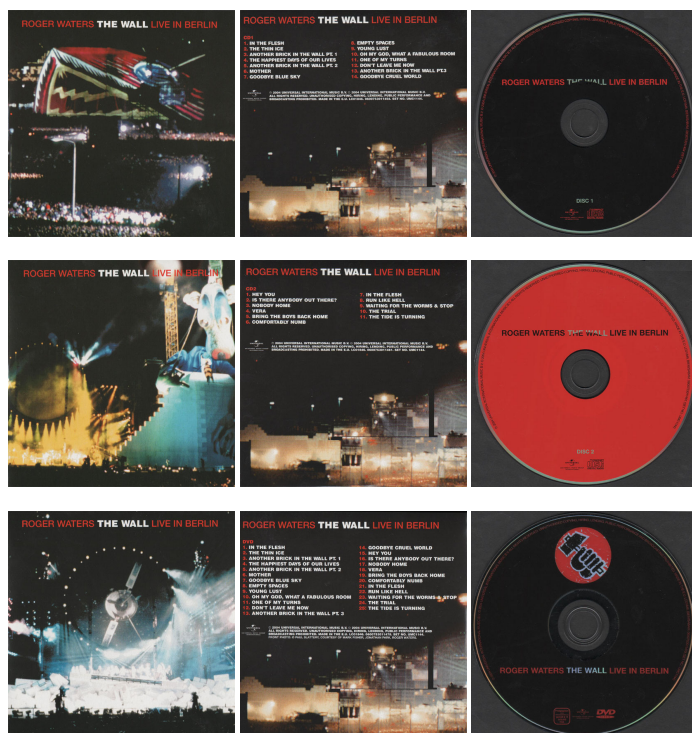 ROGER WATERS THE WALL LIVE IN BERLIN
ROGER WATERS THE WALL LIVE IN BERLIN
CD1
1. IN THE FLESH
2. THE THIN ICE
3. ANOTHER BRICK IN THE WALL PT. 1
4. THE HAPPIEST DAYS OF OUR LIVES
5. ANOTHER BRICK IN THE WALL PT. 2
6. MOTHER
7. GOODBYE BLUE SKY
8. EMPTY SPACES
9. YOUNG LUST
10. OH MY GOD, WHAT A FABULOUS ROOM
11. ONE OF MY TURNS
12. DON'T LEAVE ME NOW
13. ANOTHER BRICK IN THE WALL PT.3
14. GOODBYE CRUEL WORLD
ROGER WATERS THE WALL LIVE IN BERLIN
DISC 1
ROGER WATERS THE WALL LIVE IN BERLIN
ROGER WATERS THE WALL LIVE IN BERLIN
CD2
1. HEY YOU
2. IS THERE ANYBODY OUT THERE?
3. NOBODY HOME
4. VERA
5. BRING THE BOYS BACK HOME
6. COMFORTABLY NUMB
7. IN THE FLESH
8. RUN LIKE HELL
9. WAITING FOR THE WORMS & STOP
10. THE TRIAL
11. THE TIDE IS TURNING
ROGER WATERS THE WALL LIVE IN BERLIN
DISC 2
ROGER WATERS THE WALL LIVE IN BERLIN
ROGER WATERS THE WALL LIVE IN BERLIN
DVD
1. IN THE FLESH
2. THE THIN ICE
3. ANOTHER BRICK IN THE WALL PT. 1
4. THE HAPPIEST DAYS OF OUR LIVES
5. ANOTHER BRICK IN THE WALL PT. 2
6. MOTHER
7. GOODBYE BLUE SKY
8. EMPTY SPACES
9. YOUNG LUST
10. OH MY GOD, WHAT A FABULOUS ROOM
11. ONE OF MY TURNS
12. DON'T LEAVE ME NOW
13. ANOTHER BRICK IN THE WALL PT. 3
14. GOODBYE CRUEL WORLD
15. HEY YOU
16. IS THERE ANYBODY OUT THERE?
17. NOBODY HOME
18. VERA
19. BRING THE BOYS BACK HOME
20. COMFORTABLY NUMB
21. IN THE FLESH
22. RUN LIKE HELL
23. WAITING FOR THE WORMS & STOP
24. THE TRIAL
25. THE TIDE IS TURNING
ROGER WATERS THE WALL LIVE IN BERLIN
DVD